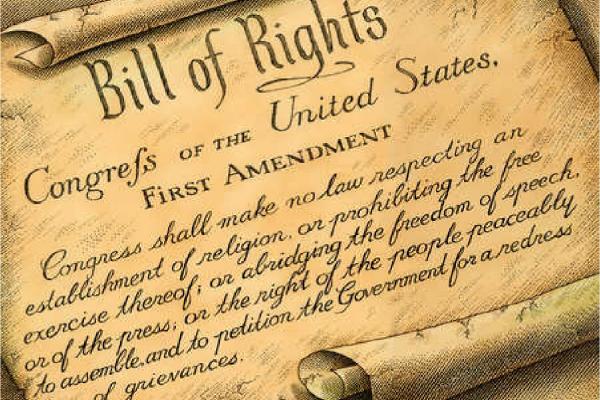 Bill of Rights
Congreſs OF THE United States.
FIRST AMENDMENT
Congress shall make no law respecting an
establishment of religion, or prohibiting the free
exercise thereof; or abridging the freedom of speech,
or of the press; or the right of the people peaceably
to assemble, and to petition the Government for a redress
of grievances.